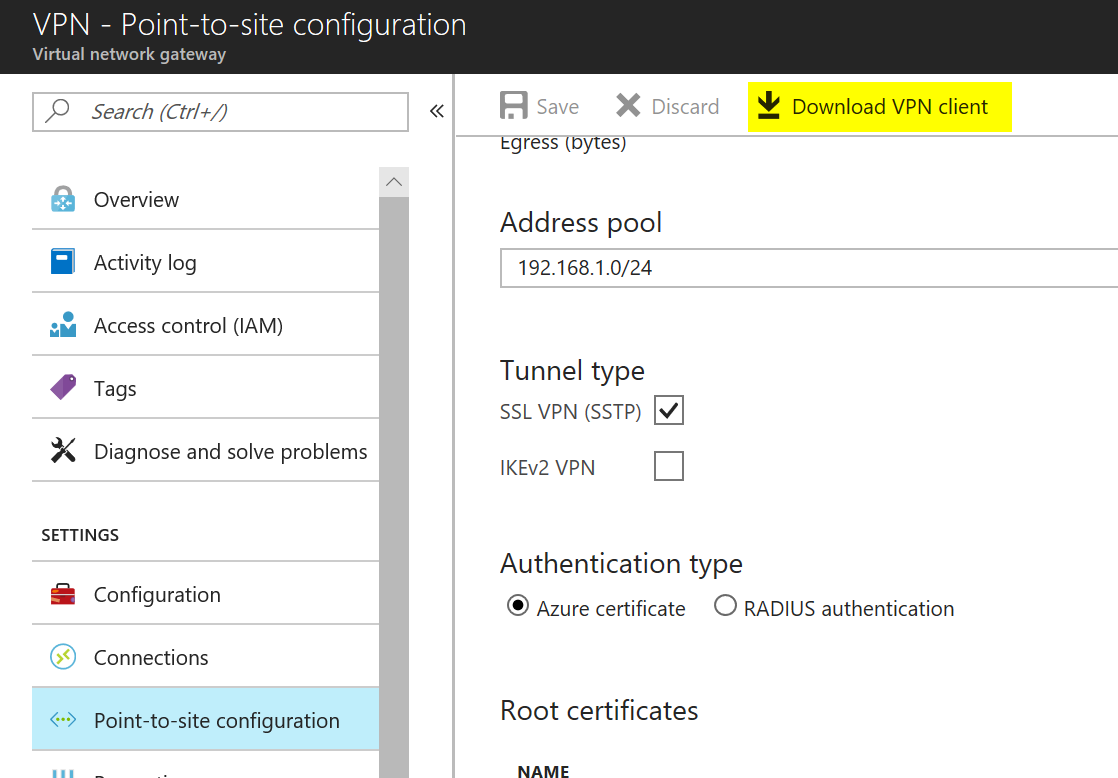 VPN - Point-to-site configuration
Virtual network gateway
Search (Ctrl+/)
«
Overview
Activity log
Access control (IAM)
Tags
Diagnose and solve problems
SETTINGS
Configuration
Connections
Point-to-site configuration
Save
Discard
Download VPN client
Egress (bytes)
Address pool
192.168.1.0/24
Tunnel type
SSL VPN (SSTP)
IKEv2 VPN
Authentication type
Azure certificate
RADIUS authentication
Root certificates
NAME